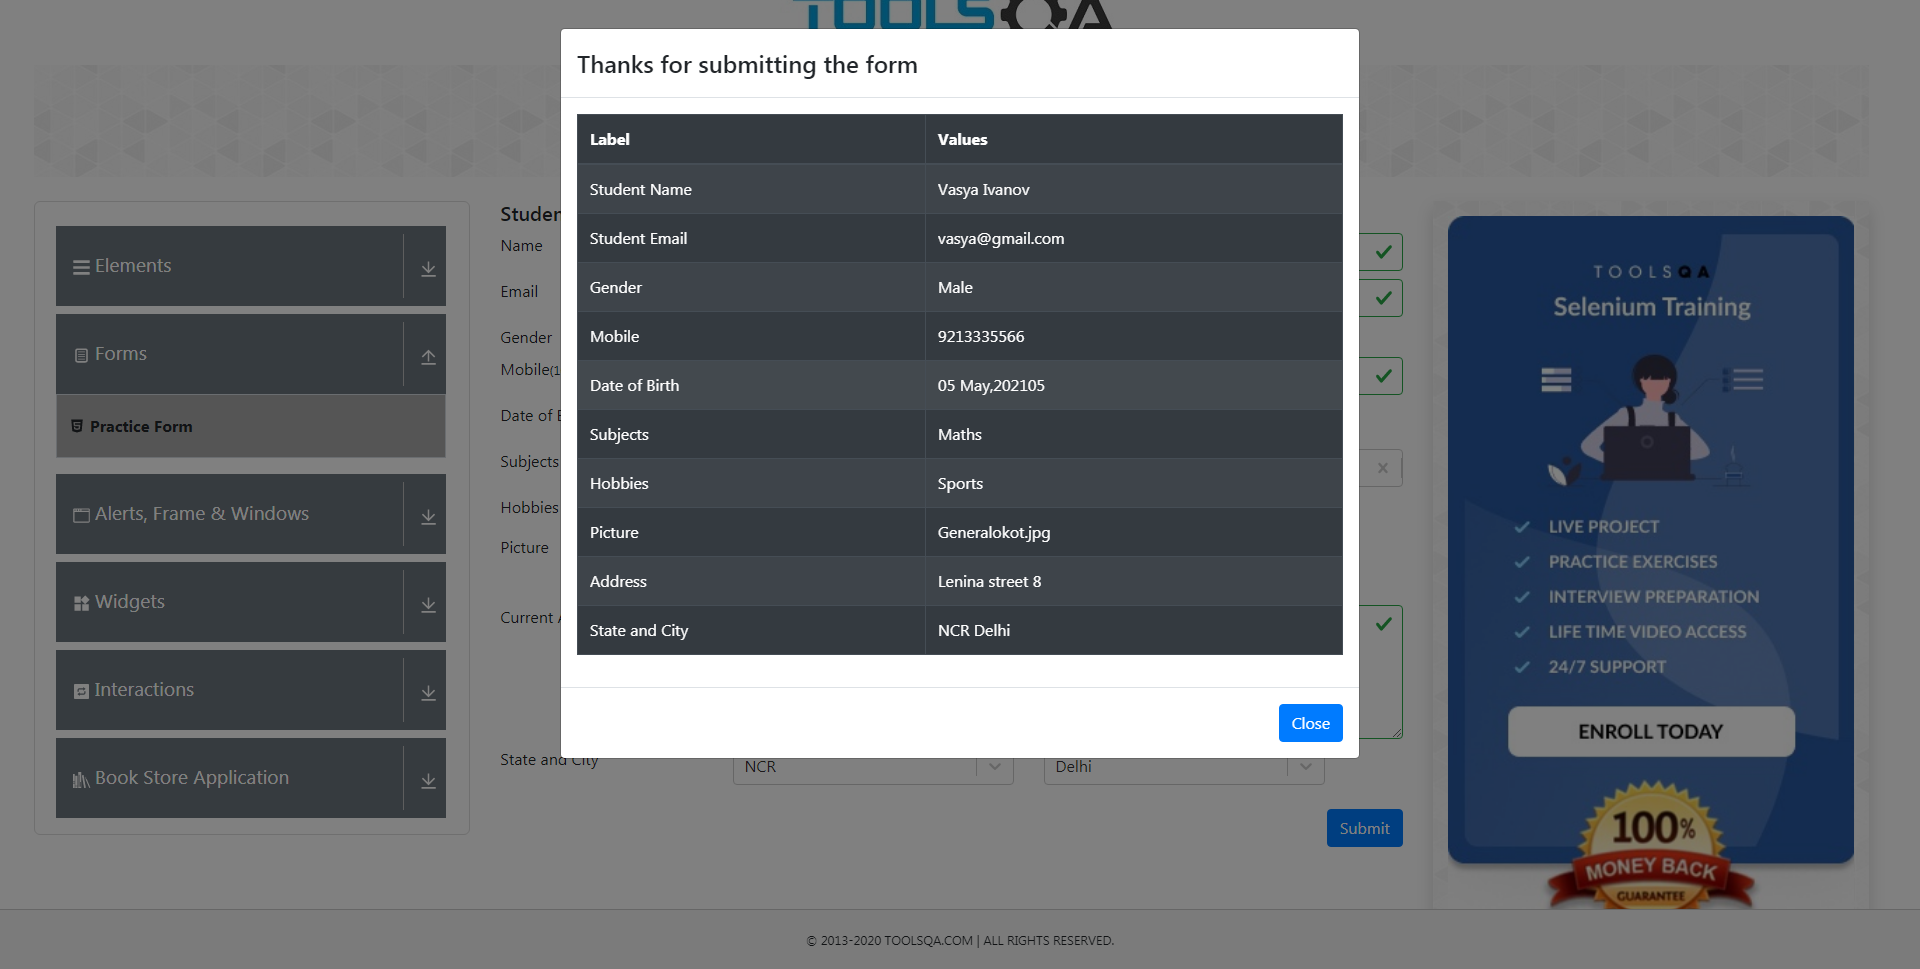 TOOLSQA
Thanks for submitting the form
Label Values
Student Name Vasya Ivanov
Student Email vasya@gmail.com
Gender Male
Mobile 9213335566
Date of Birth 05 May,202105
Subjects Maths
Hobbies Sports
Picture Generalokot.jpg
Address Lenina street 8
State and City NCR Delhi
Close
Elements
Forms
Practice Form
Alerts, Frame & Windows
Widgets
Interactions
Book Store Application
Studen
Name
Email
Gender
Mobile(1
Date of B
Subjects
Hobbies
Picture
Current A
State and City
NCR
Delhi
Submit
TOOLSQA
Selenium Training
LIVE PROJECT
PRACTICE EXERCISES
INTERVIEW PREPARATION
LIFE TIME VIDEO ACCESS
24/7 SUPPORT
ENROLL TODAY
100%
MONEY BACK
GUARANTEE
© 2013-2020 TOOLSQA.COM | ALL RIGHTS RESERVED.